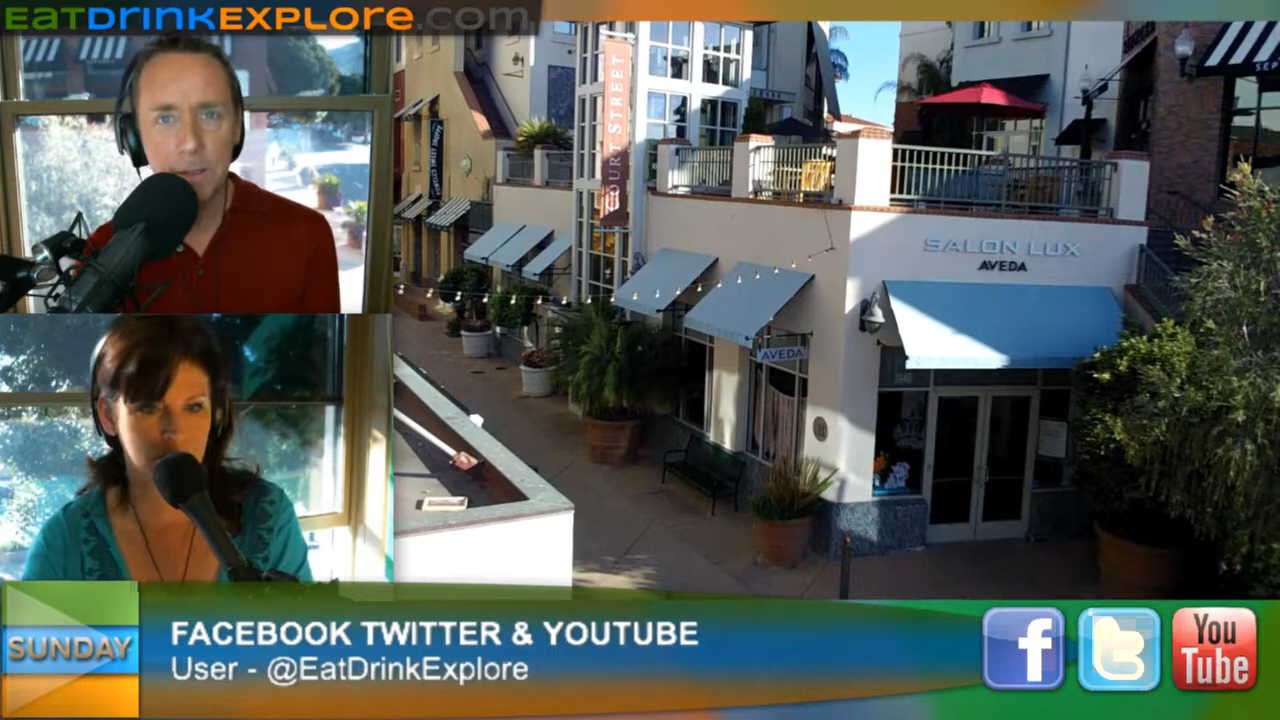 EATDRINKEXPLORE.com
COURT STREET
SALON LUX
AVEDA
AVEDA
SUNDAY
FACEBOOK TWITTER & YOUTUBE
User - @EatDrinkExplore
f
t
You
Tube